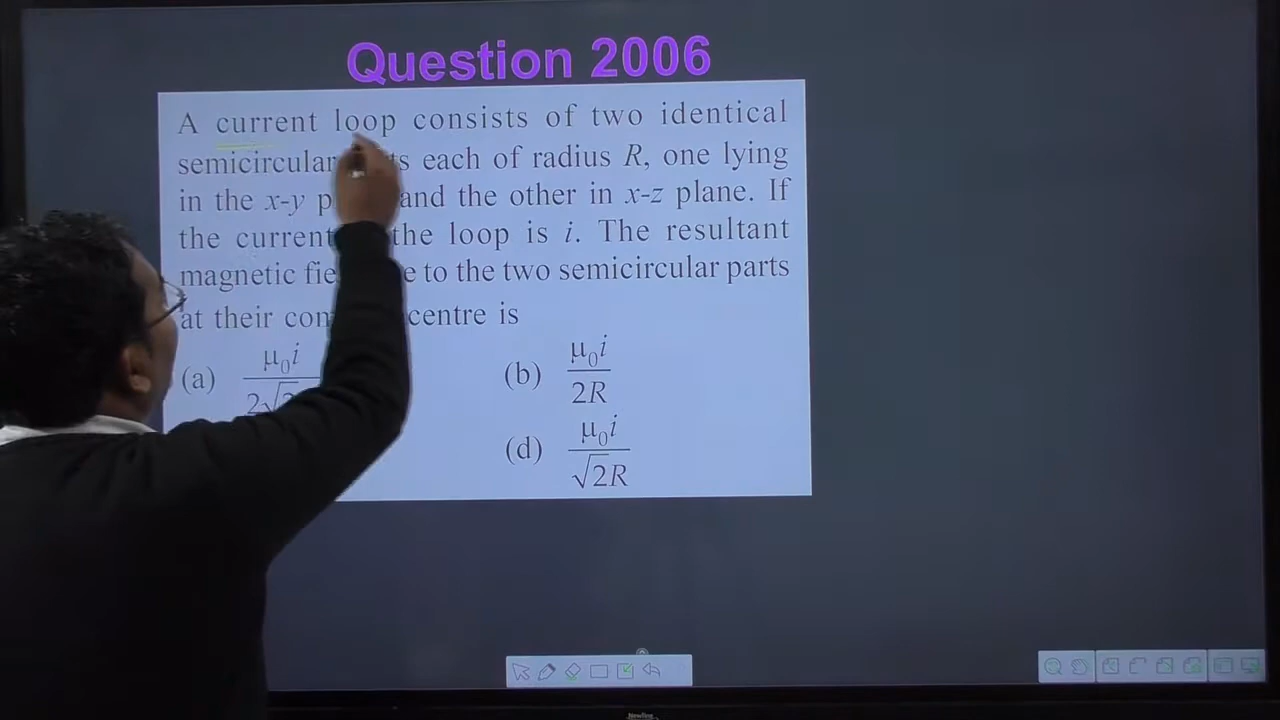 Question 2006
A current loop consists of two identical
semicircular each of radius R, one lying
in the x-y and the other in x-z plane. If
the current the loop is i. The resultant
magnetic to the two semicircular parts
at their centre is
(a) μ₀i / 2√2 (b) μ₀i / 2R
(d) μ₀i / √2R